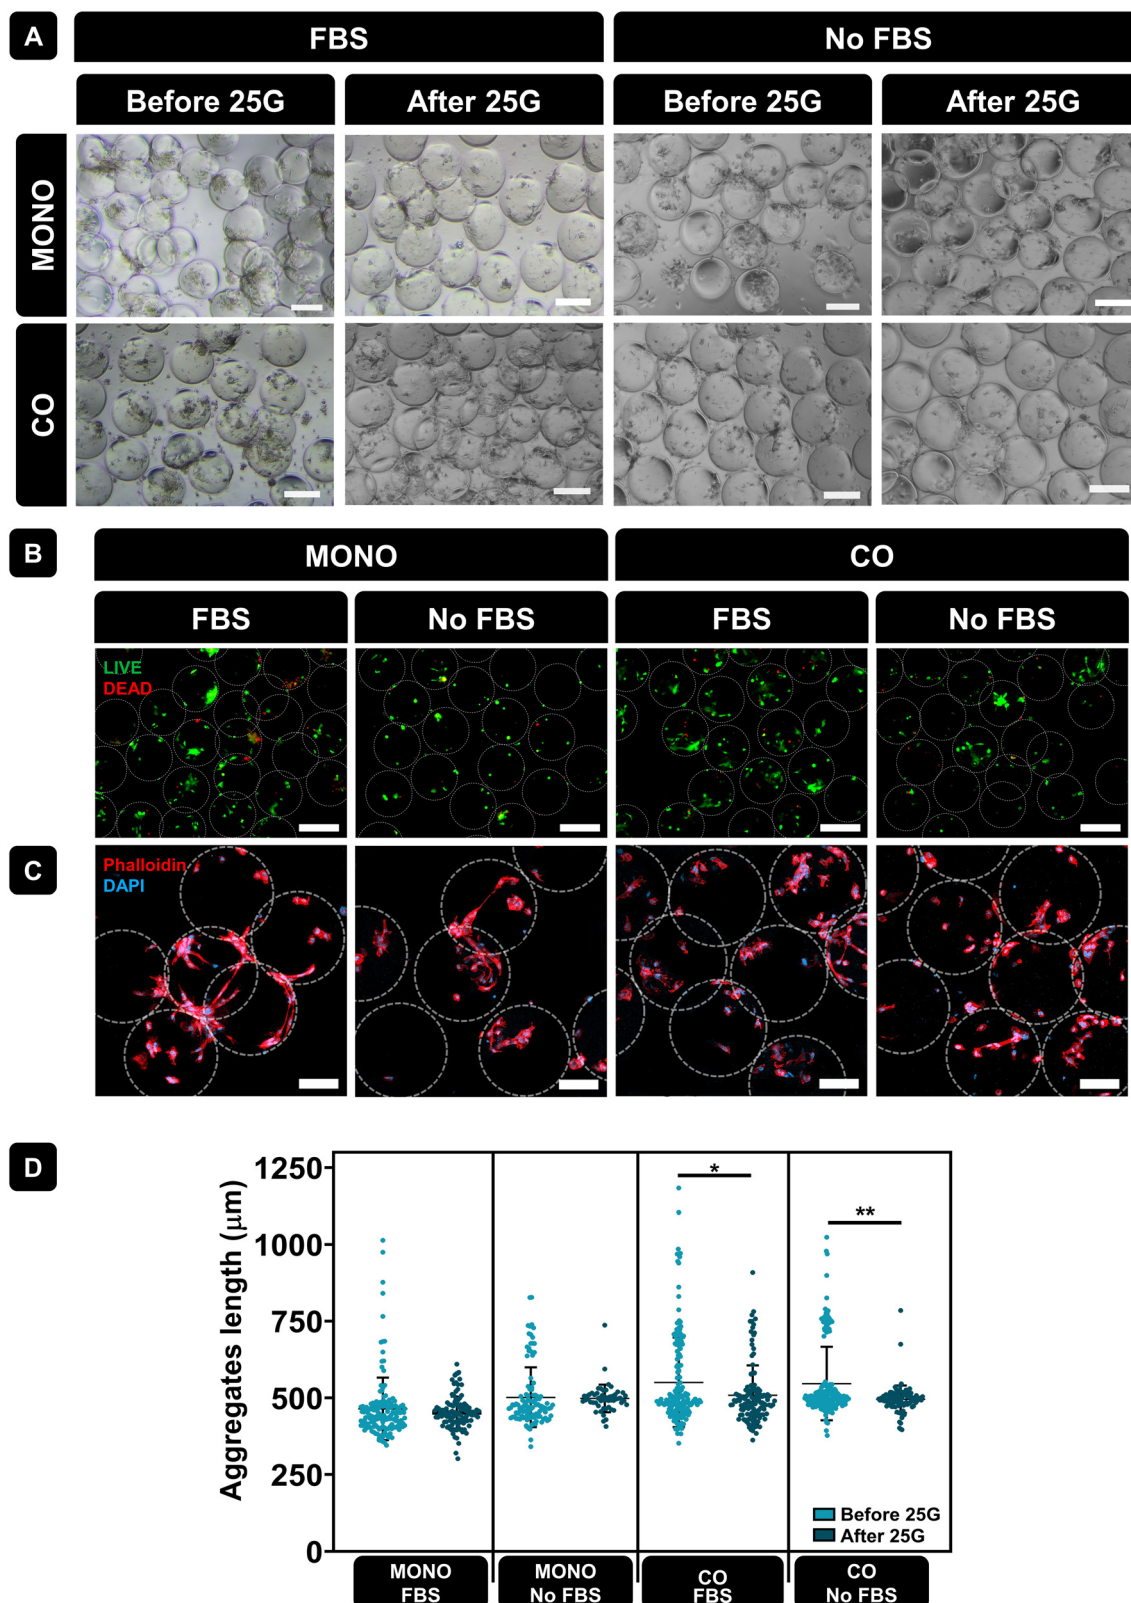 A
FBS
No FBS
Before 25G
After 25G
Before 25G
After 25G
MONO
CO
B
MONO
CO
FBS
No FBS
FBS
No FBS
LIVE
DEAD
C
Phalloidin
DAPI
D
Aggregates length (μm)
1250
1000
750
500
250
0
*
**
Before 25G
After 25G
MONO
FBS
MONO
No FBS
CO
FBS
CO
No FBS